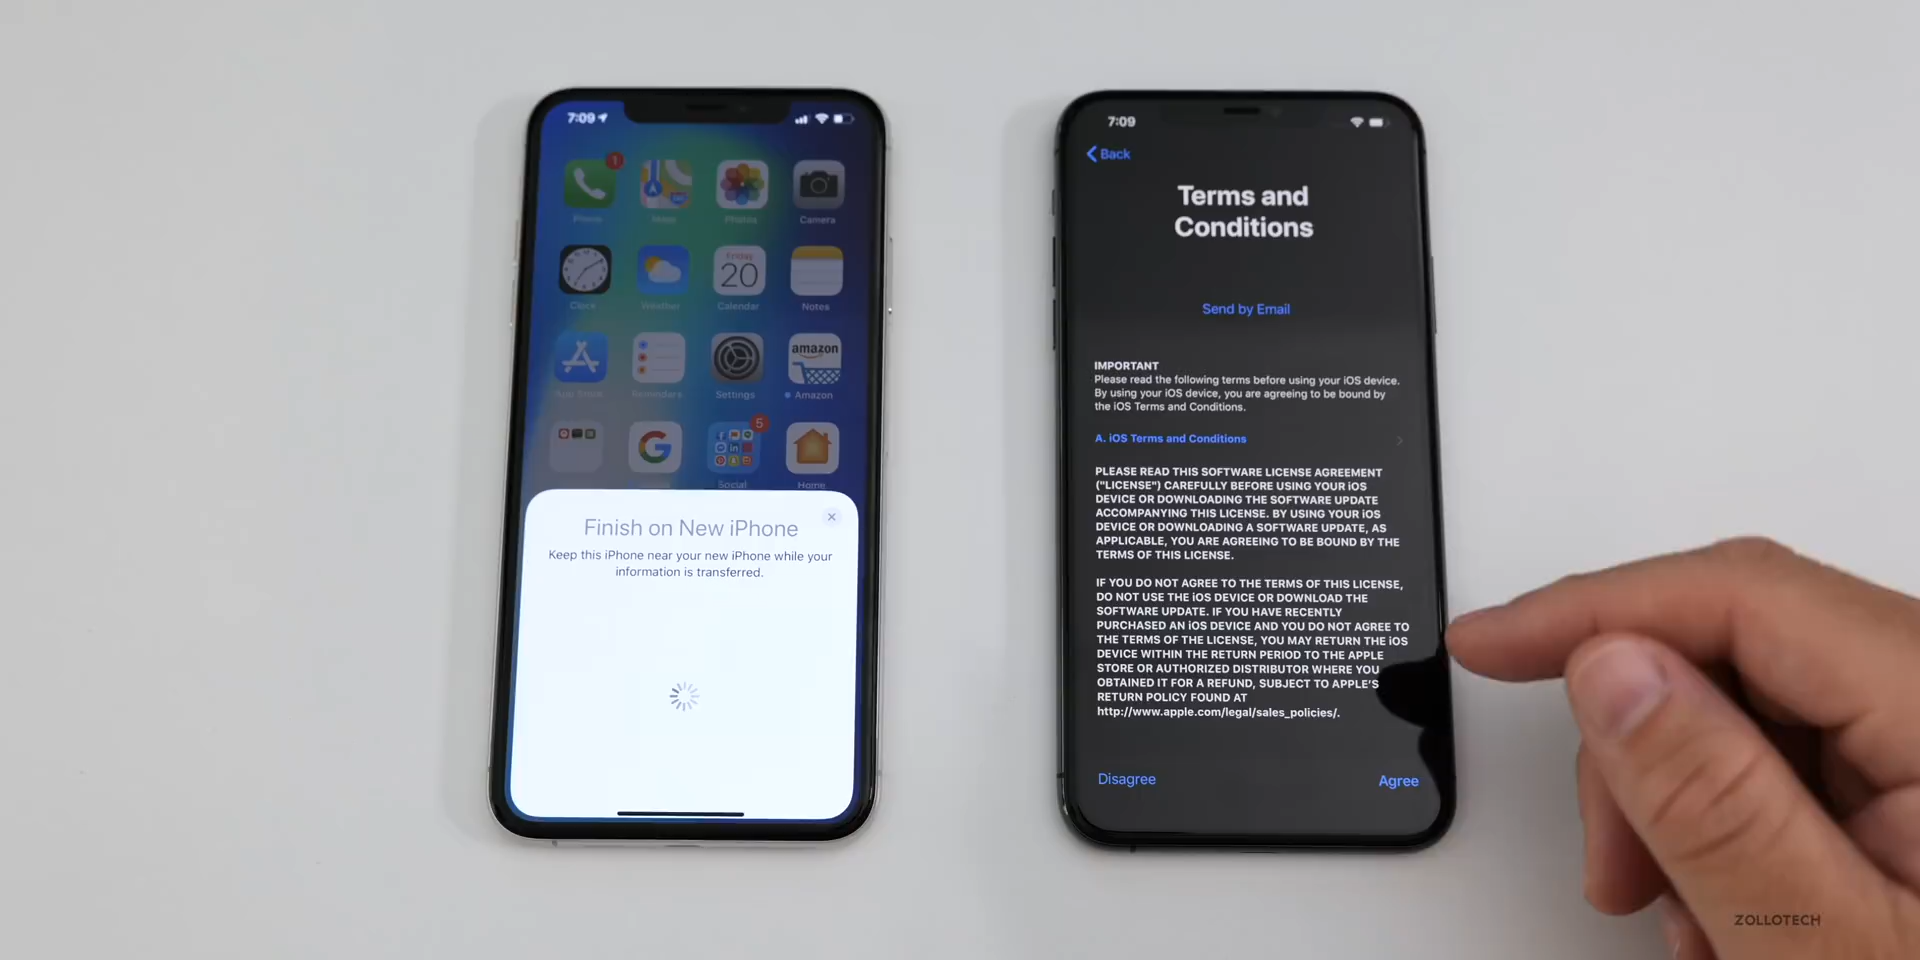 7:09
Phone
Maps
Photos
Camera
Friday
20
Clock
Weather
Calendar
Notes
amazon
App Store
Reminders
Settings
Amazon
1
5
G
in
Social
Home
Finish on New iPhone
Keep this iPhone near your new iPhone while your
information is transferred.
7:09
Back
Terms and
Conditions
Send by Email
IMPORTANT
Please read the following terms before using your iOS device.
By using your iOS device, you are agreeing to be bound by
the iOS Terms and Conditions.
A. iOS Terms and Conditions
PLEASE READ THIS SOFTWARE LICENSE AGREEMENT
("LICENSE") CAREFULLY BEFORE USING YOUR iOS
DEVICE OR DOWNLOADING THE SOFTWARE UPDATE
ACCOMPANYING THIS LICENSE. BY USING YOUR iOS
DEVICE OR DOWNLOADING A SOFTWARE UPDATE, AS
APPLICABLE, YOU ARE AGREEING TO BE BOUND BY THE
TERMS OF THIS LICENSE.
IF YOU DO NOT AGREE TO THE TERMS OF THIS LICENSE,
DO NOT USE THE iOS DEVICE OR DOWNLOAD THE
SOFTWARE UPDATE. IF YOU HAVE RECENTLY
PURCHASED AN iOS DEVICE AND YOU DO NOT AGREE TO
THE TERMS OF THE LICENSE, YOU MAY RETURN THE iOS
DEVICE WITHIN THE RETURN PERIOD TO THE APPLE
STORE OR AUTHORIZED DISTRIBUTOR WHERE YOU
OBTAINED IT FOR A REFUND, SUBJECT TO APPLE'S
RETURN POLICY FOUND AT
http://www.apple.com/legal/sales_policies/.
Disagree
Agree
ZOLLOTECH